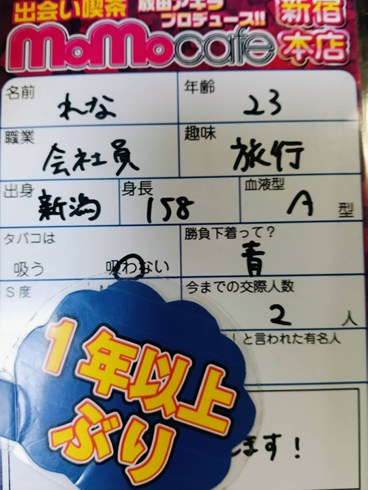 出会い喫茶 成田アキラ 新宿
プロデュース!!
MoMocafe 本店
名前 れな 年齢 23
職業 会社員 趣味 旅行
出身 新潟 身長 158 血液型 A 型
タバコは 吸う 吸わない 勝負下着って? 青
S度 今までの交際人数 2 人
と言われた有名人
1年以上
ぶり
ます!